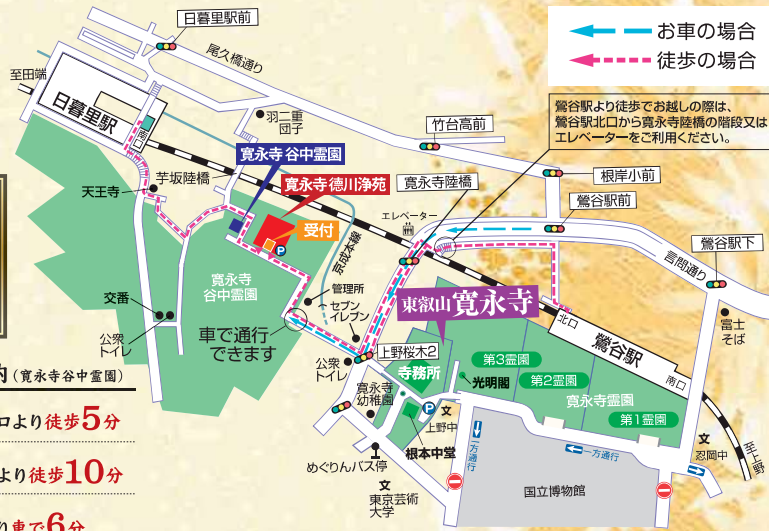 お車の場合
徒歩の場合
鶯谷駅より徒歩でお越しの際は、
鶯谷駅北口から寛永寺陸橋の階段又は
エレベーターをご利用ください。
日暮里駅前
尾久橋通り
至田端
日暮里駅
南口
羽二重
団子
竹台高前
寛永寺 谷中霊園
芋坂陸橋
寛永寺 徳川浄苑
寛永寺陸橋
根岸小前
天王寺
エレベーター
鶯谷駅前
受付
P
京成本線
言問通り
鶯谷駅下
寛永寺
谷中霊園
管理所
セブン
イレブン
東叡山 寛永寺
交番
公衆
トイレ
車で通行
できます
北口
鶯谷駅
南口
富士
そば
上野桜木2
公衆
トイレ
寺務所
第3霊園
光明閣
第2霊園
寛永寺霊園
第1霊園
寛永寺
幼稚園
P
文
上野中
根本中堂
めぐりんバス停
文
東京芸術
大学
一方通行
一方通行
国立博物館
文
忍岡中
至上野
内(寛永寺谷中霊園)
口より徒歩5分
より徒歩10分
り車で6分